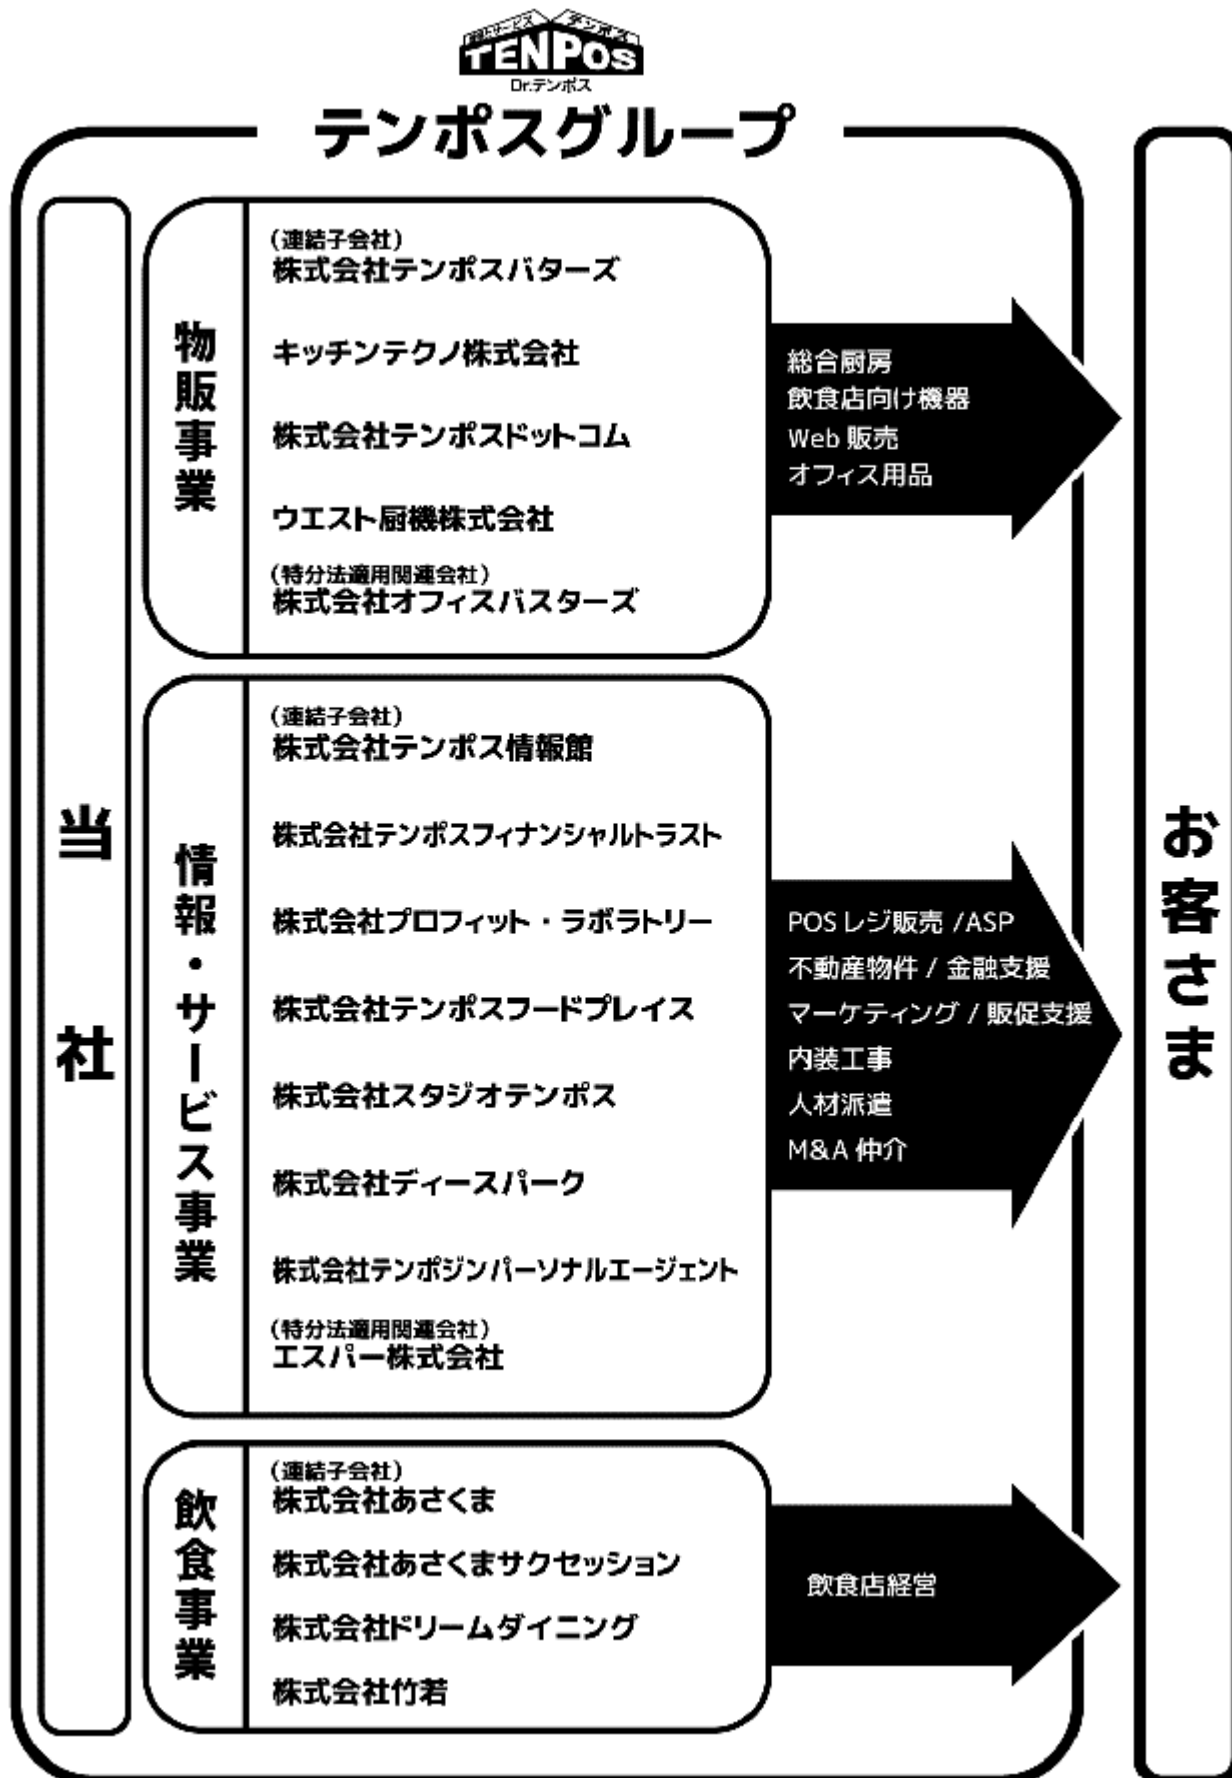 テンポス
TENPOS
Dr.テンポス
テンポスグループ
当社
物販事業
(連結子会社)
株式会社テンポスバターズ
キッチンテクノ株式会社
株式会社テンポスドットコム
ウエスト厨機株式会社
(特分法適用関連会社)
株式会社オフィスバスターズ
総合厨房
飲食店向け機器
Web 販売
オフィス用品
情報・サービス事業
(連結子会社)
株式会社テンポス情報館
株式会社テンポスフィナンシャルトラスト
株式会社プロフィット・ラボラトリー
株式会社テンポスフードプレイス
株式会社スタジオテンポス
株式会社ディースパーク
株式会社テンポジンパーソナルエージェント
(特分法適用関連会社)
エスパー株式会社
POS レジ販売 /ASP
不動産物件 / 金融支援
マーケティング / 販促支援
内装工事
人材派遣
M&A 仲介
飲食事業
(連結子会社)
株式会社あさくま
株式会社あさくまサクセッション
株式会社ドリームダイニング
株式会社竹若
飲食店経営
お客さま